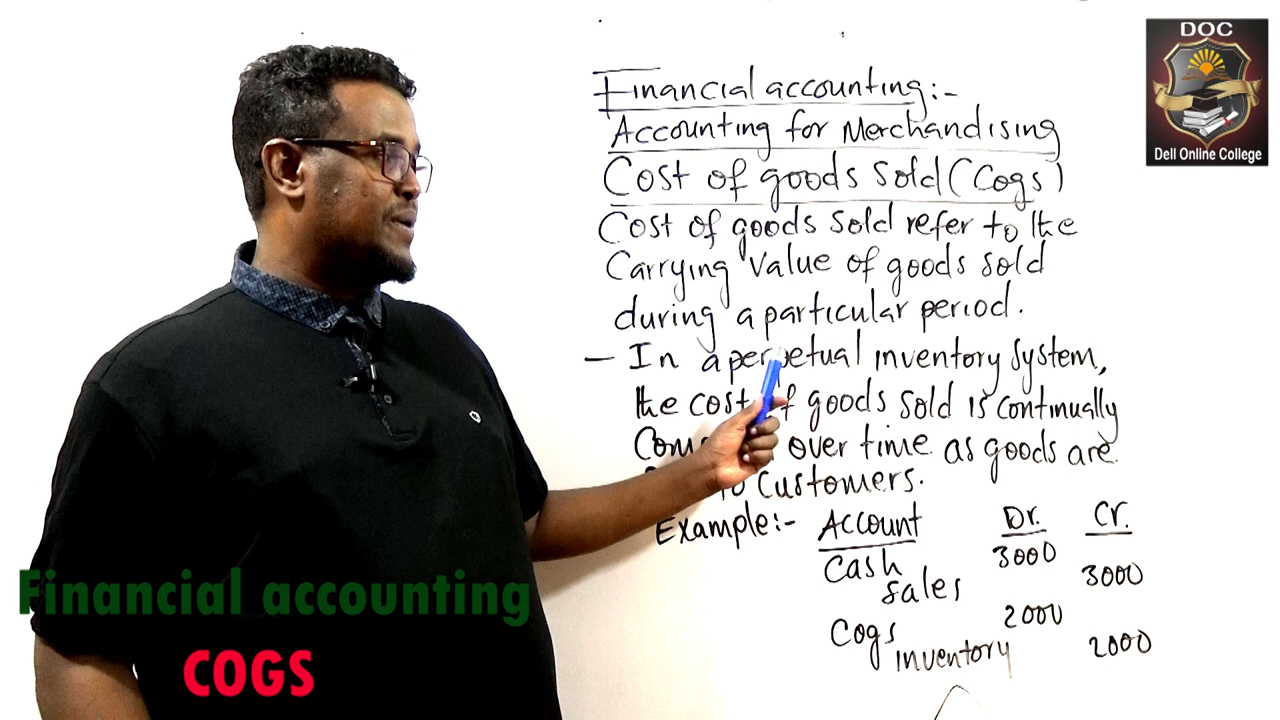 Financial accounting:-
Accounting for Merchandising
Cost of goods sold (Cogs)
Cost of goods sold refer to the
Carrying value of goods sold
during a particular period.
- In a perpetual inventory system,
the cost of goods sold is continually
over time as goods are
to customers.
Example:- Account Dr. Cr.
Cash 3000
sales 3000
Cogs 2000
inventory 2000
DOC
Dell Online College
Financial accounting
COGS